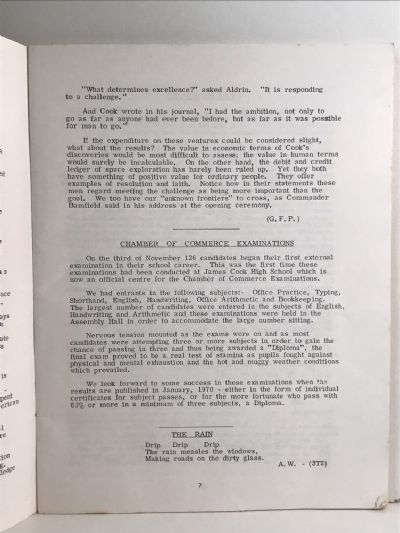 "What determines excellence?" asked Aldrin. "It is responding
to a challenge."
And Cook wrote in his journal, "I had the ambition, not only to
go as far as anyone had ever been before, but as far as it was possible
for man to go."
If the expenditure on these ventures could be considered slight,
what about the results? The value in economic terms of Cook's
discoveries would be most difficult to assess; the value in human terms
would surely be incalculable. On the other hand, the debit and credit
ledger of space exploration has barely been ruled up. Yet they both
have something of positive value for ordinary people. They offer
examples of resolution and faith. Notice how in their statements these
men regard meeting the challenge as being more important than the
goal. We too have our "unknown frontiers" to cross, as Commander
Bamfield said in his address at the opening ceremony.
(G.F.P.)
CHAMBER OF COMMERCE EXAMINATIONS
On the third of November 126 candidates began their first external
examination in their school career. This was the first time these
examinations had been conducted at James Cook High School which is
now an official centre for the Chamber of Commerce Examinations.
We had entrants in the following subjects:- Office Practice, Typing,
Shorthand, English, Handwriting, Office Arithmetic and Bookkeeping.
The largest number of candidates were entered in the subjects of English,
Handwriting and Arithmetic and these examinations were held in the
Assembly Hall in order to accommodate the large number sitting.
Nervous tension mounted as the exams wore on and as most
candidates were attempting three or more subjects in order to gain the
chance of passing in three and thus being awarded a "Diploma", the
final exam proved to be a real test of stamina as pupils fought against
physical and mental exhaustion and the hot and muggy weather conditions
which prevailed.
We look forward to some success in these examinations when the
results are published in January, 1970 - either in the form of individual
certificates for subject passes, or for the more fortunate who pass with
60% or more in a minimum of three subjects, a Diploma.
THE RAIN
Drip Drip Drip
The rain measles the windows,
Making roads on the dirty glass.
A.W. - (3T2)
7